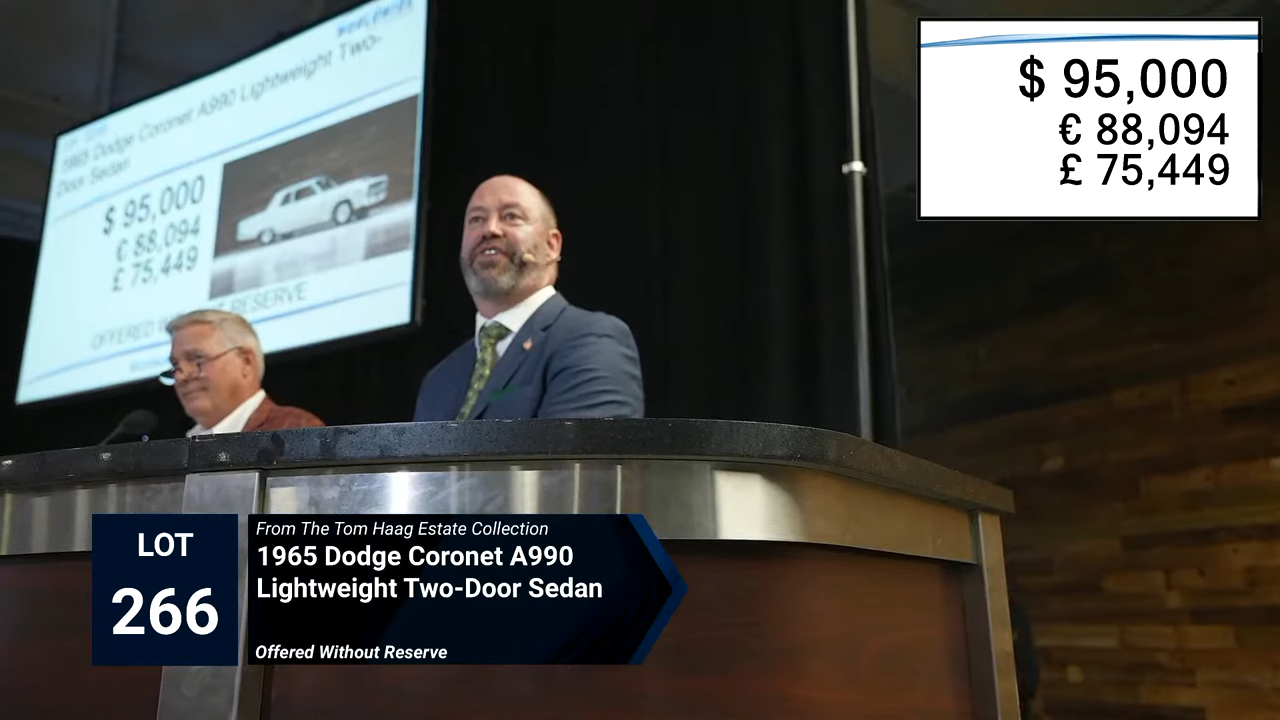 WORLDWIDE
1965 Dodge Coronet A990 Lightweight Two-
Door Sedan
$ 95,000
€ 88,094
£ 75,449
OFFERED RESERVE
$ 95,000
€ 88,094
£ 75,449
LOT
266
From The Tom Haag Estate Collection
1965 Dodge Coronet A990
Lightweight Two-Door Sedan
Offered Without Reserve